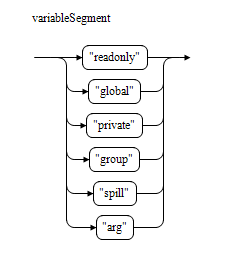 variableSegment
"readonly"
"global"
"private"
"group"
"spill"
"arg"